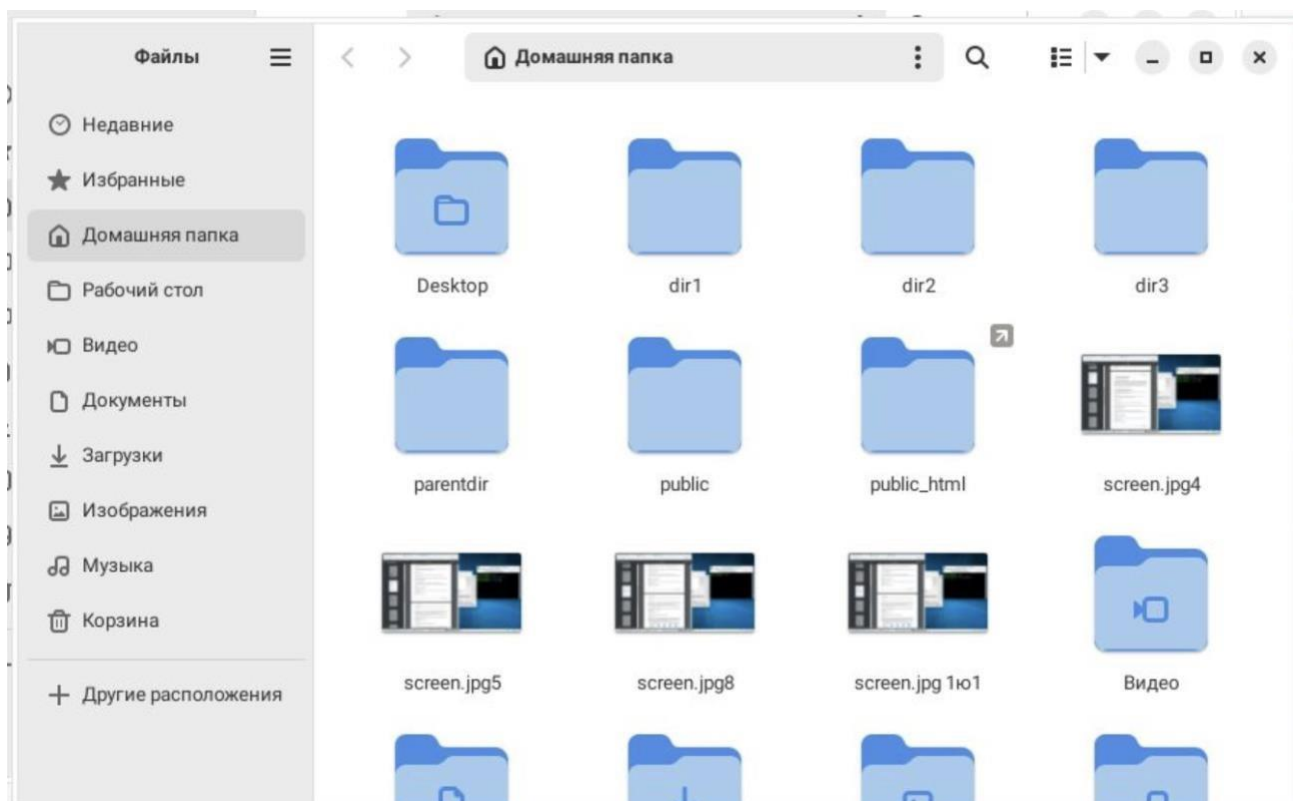 Файлы
Домашняя папка
Недавние
Избранные
Домашняя папка
Рабочий стол
Видео
Документы
Загрузки
Изображения
Музыка
Корзина
Другие расположения
Desktop
dir1
dir2
dir3
parentdir
public
public_html
screen.jpg4
screen.jpg5
screen.jpg8
screen.jpg 1ю1
Видео